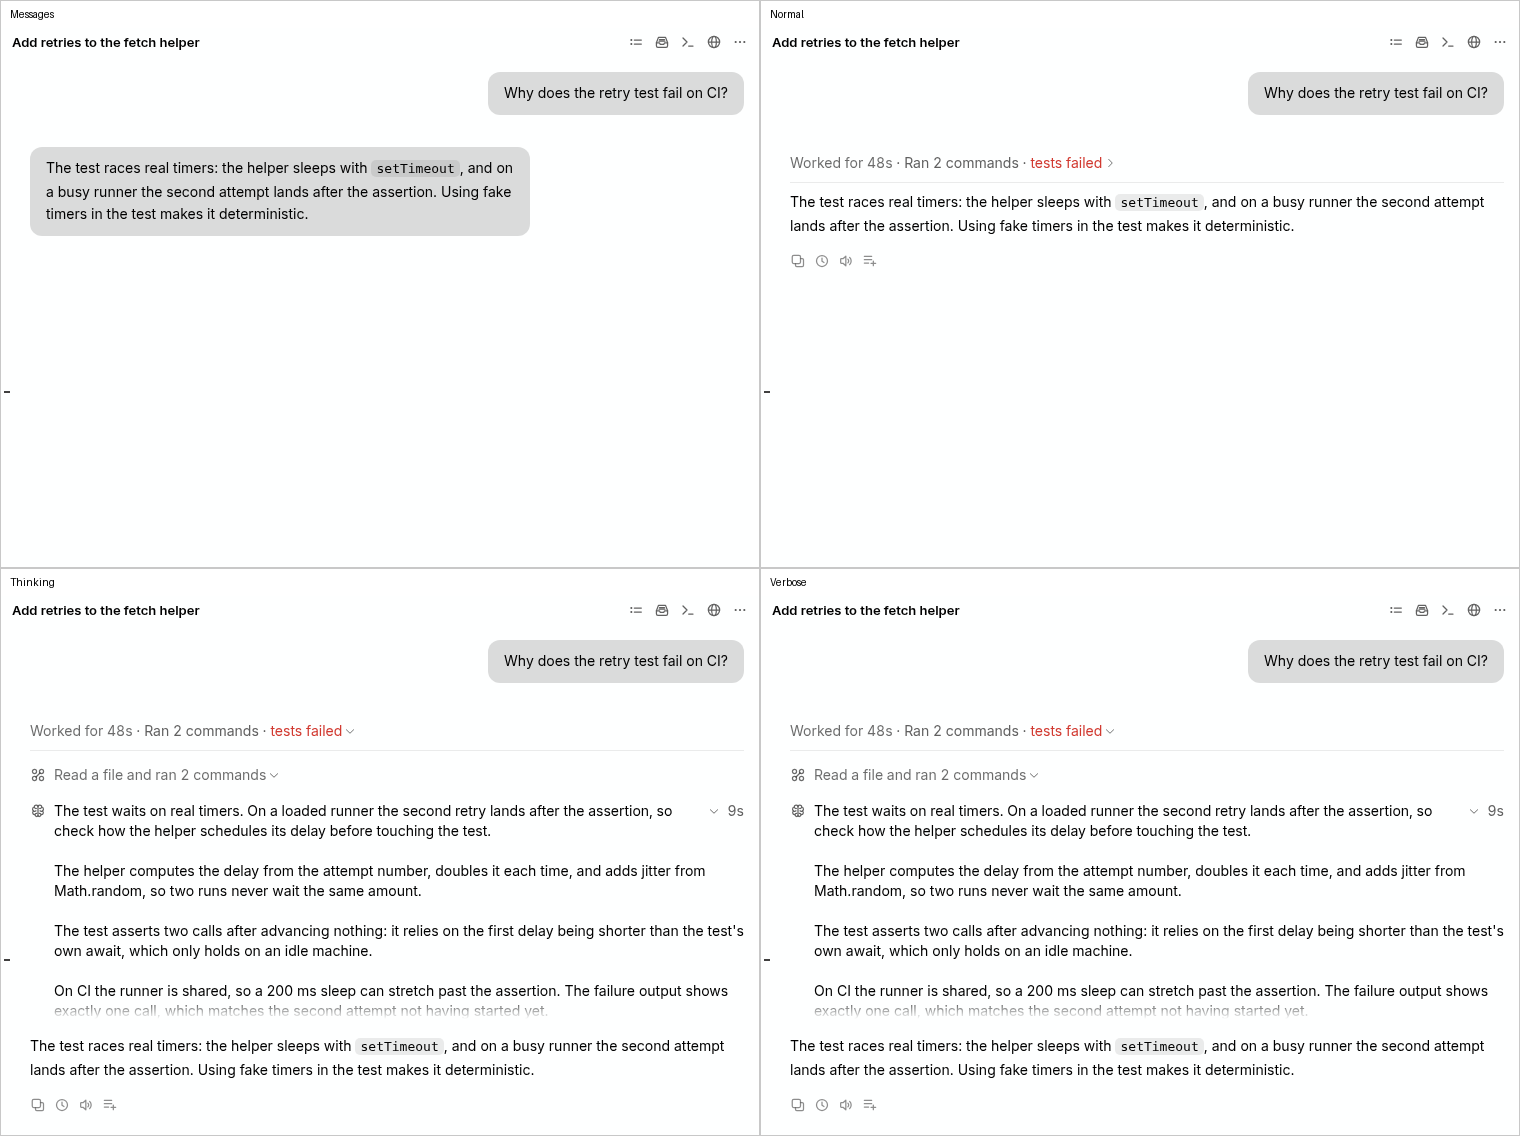 Messages
Add retries to the fetch helper
Why does the retry test fail on CI?
The test races real timers: the helper sleeps with setTimeout, and on
a busy runner the second attempt lands after the assertion. Using fake
timers in the test makes it deterministic.
Normal
Add retries to the fetch helper
Why does the retry test fail on CI?
Worked for 48s · Ran 2 commands · tests failed
The test races real timers: the helper sleeps with setTimeout, and on a busy runner the second attempt
lands after the assertion. Using fake timers in the test makes it deterministic.
Thinking
Add retries to the fetch helper
Why does the retry test fail on CI?
Worked for 48s · Ran 2 commands · tests failed
Read a file and ran 2 commands
The test waits on real timers. On a loaded runner the second retry lands after the assertion, so 9s
check how the helper schedules its delay before touching the test.
The helper computes the delay from the attempt number, doubles it each time, and adds jitter from
Math.random, so two runs never wait the same amount.
The test asserts two calls after advancing nothing: it relies on the first delay being shorter than the test's
own await, which only holds on an idle machine.
On CI the runner is shared, so a 200 ms sleep can stretch past the assertion. The failure output shows
exactly one call, which matches the second attempt not having started yet.
The test races real timers: the helper sleeps with setTimeout, and on a busy runner the second attempt
lands after the assertion. Using fake timers in the test makes it deterministic.
Verbose
Add retries to the fetch helper
Why does the retry test fail on CI?
Worked for 48s · Ran 2 commands · tests failed
Read a file and ran 2 commands
The test waits on real timers. On a loaded runner the second retry lands after the assertion, so 9s
check how the helper schedules its delay before touching the test.
The helper computes the delay from the attempt number, doubles it each time, and adds jitter from
Math.random, so two runs never wait the same amount.
The test asserts two calls after advancing nothing: it relies on the first delay being shorter than the test's
own await, which only holds on an idle machine.
On CI the runner is shared, so a 200 ms sleep can stretch past the assertion. The failure output shows
exactly one call, which matches the second attempt not having started yet.
The test races real timers: the helper sleeps with setTimeout, and on a busy runner the second attempt
lands after the assertion. Using fake timers in the test makes it deterministic.